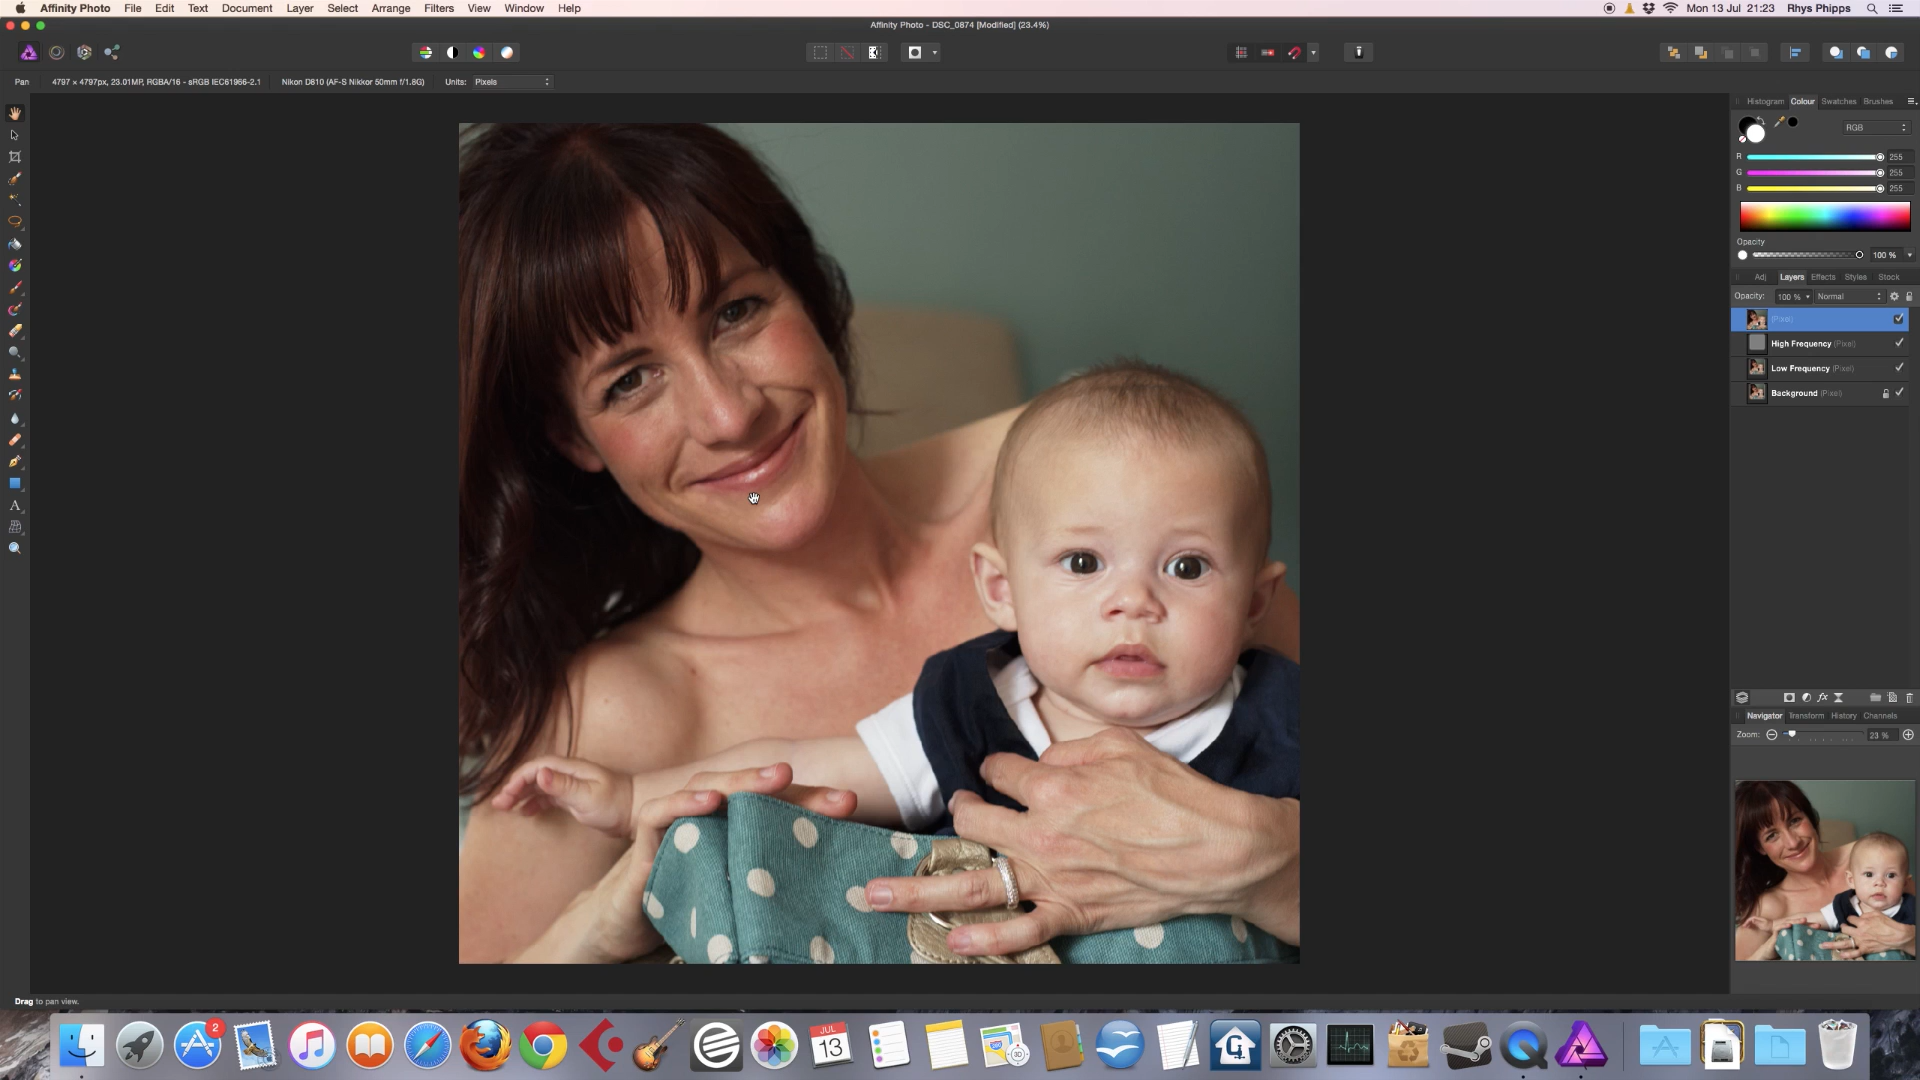 Affinity Photo File Edit Text Document Layer Select Arrange Filters View Window Help Mon 13 Jul 21:23 Rhys Phipps
Affinity Photo - DSC_0874 [Modified] (23.4%)
Pan 4797 x 4797px, 23.01MP, RGBA/16 - sRGB IEC61966-2.1 Nikon D810 (AF-S Nikkor 50mm f/1.8G) Units: Pixels
Histogram Colour Swatches Brushes
RGB
R 255
G 255
B 255
Opacity
100 %
Adj Layers Effects Styles Stock
Opacity: 100 % Normal
(Pixel)
High Frequency (Pixel)
Low Frequency (Pixel)
Background (Pixel)
fx
Navigator Transform History Channels
Zoom: 23 %
A
Drag to pan view.
2
JUL
13
3D